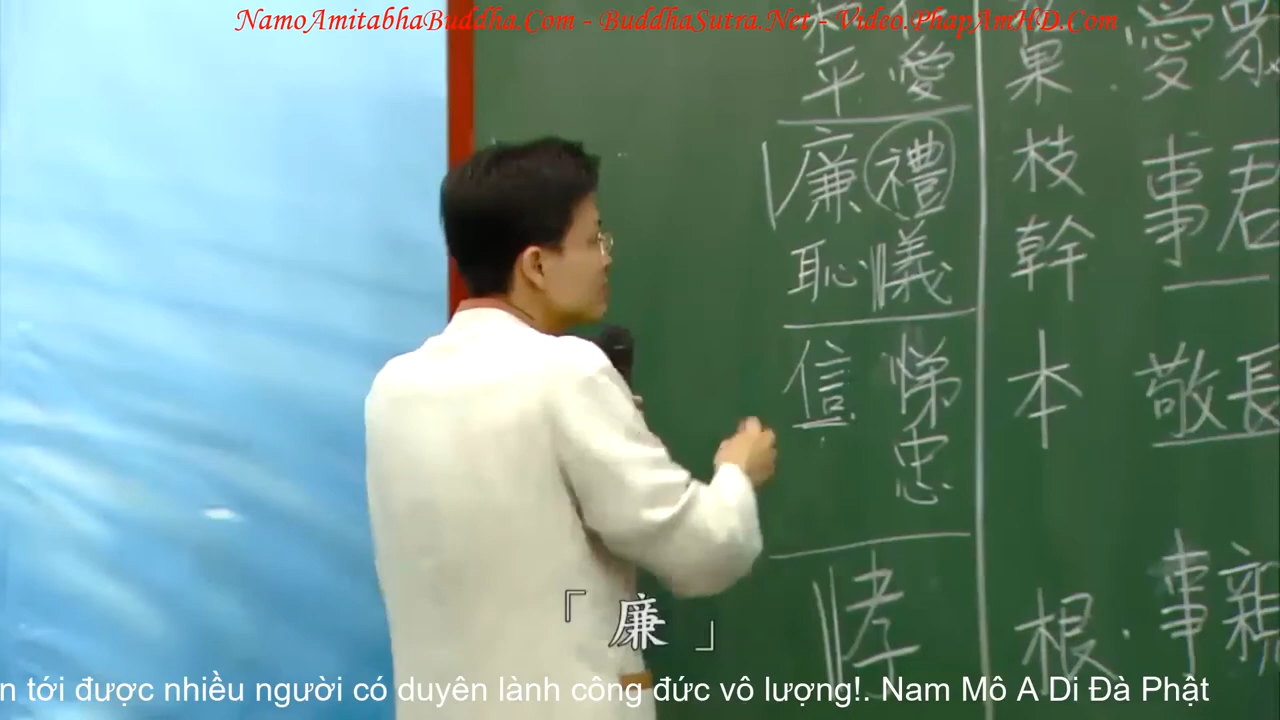 NamoAmitabhaBuddha.Com - BuddhaSutra.Net - Video.PhapAmHD.Com
平 愛 果 愛 眾
廉 禮 枝 事 君
恥 儀 幹
信 悌 本 敬 長
忠
孝 根 事 親
「廉」
n tới được nhiều người có duyên lành công đức vô lượng!. Nam Mô A Di Đà Phật